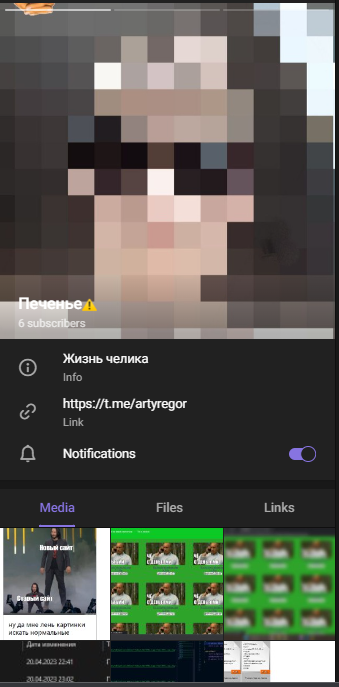 Печенье⚠️
6 subscribers
Жизнь челика
Info
https://t.me/artyregor
Link
Notifications
Media
Files
Links
Новый сайт
Старый сайт
ну да мне лень картинки
искать нормальные
Дата изменения
20.04.2023 22:41
20.04.2023 23:02